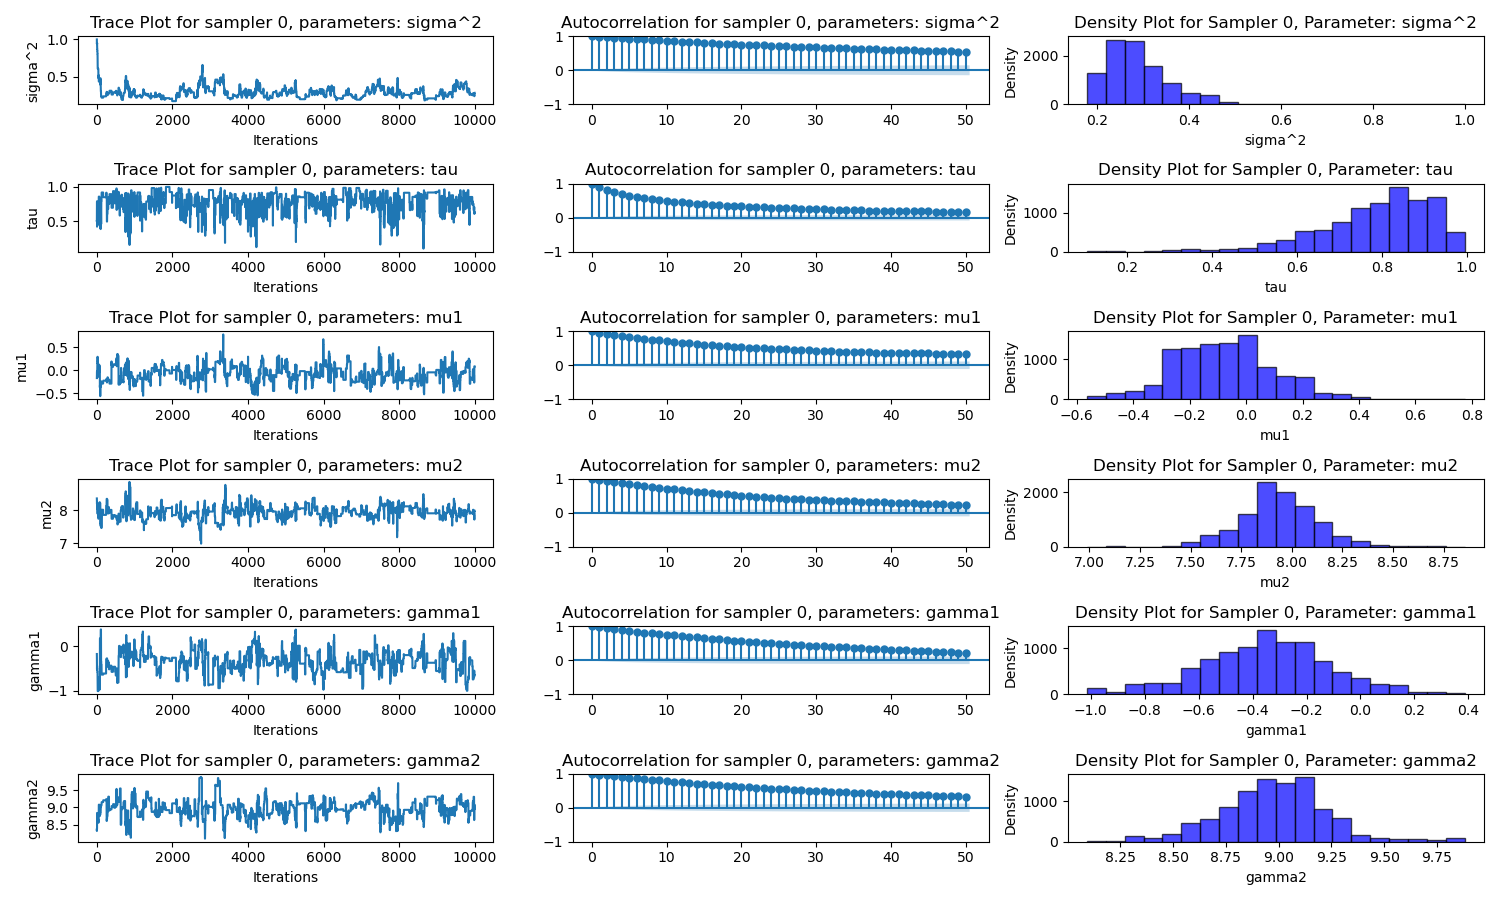 Trace Plot for sampler 0, parameters: sigma^2
sigma^2
1.0
0.5
0 2000 4000 6000 8000 10000
Iterations
Autocorrelation for sampler 0, parameters: sigma^2
1
0
−1
0 10 20 30 40 50
Density Plot for Sampler 0, Parameter: sigma^2
Density
2000
0
0.2 0.4 0.6 0.8 1.0
sigma^2
Trace Plot for sampler 0, parameters: tau
tau
1.0
0.5
0 2000 4000 6000 8000 10000
Iterations
Autocorrelation for sampler 0, parameters: tau
1
0
−1
0 10 20 30 40 50
Density Plot for Sampler 0, Parameter: tau
Density
1000
0
0.2 0.4 0.6 0.8 1.0
tau
Trace Plot for sampler 0, parameters: mu1
mu1
0.5
0.0
−0.5
0 2000 4000 6000 8000 10000
Iterations
Autocorrelation for sampler 0, parameters: mu1
1
0
−1
0 10 20 30 40 50
Density Plot for Sampler 0, Parameter: mu1
Density
1000
0
−0.6 −0.4 −0.2 0.0 0.2 0.4 0.6 0.8
mu1
Trace Plot for sampler 0, parameters: mu2
mu2
8
7
0 2000 4000 6000 8000 10000
Iterations
Autocorrelation for sampler 0, parameters: mu2
1
0
−1
0 10 20 30 40 50
Density Plot for Sampler 0, Parameter: mu2
Density
2000
0
7.00 7.25 7.50 7.75 8.00 8.25 8.50 8.75
mu2
Trace Plot for sampler 0, parameters: gamma1
gamma1
0
−1
0 2000 4000 6000 8000 10000
Iterations
Autocorrelation for sampler 0, parameters: gamma1
1
0
−1
0 10 20 30 40 50
Density Plot for Sampler 0, Parameter: gamma1
Density
1000
0
−1.0 −0.8 −0.6 −0.4 −0.2 0.0 0.2 0.4
gamma1
Trace Plot for sampler 0, parameters: gamma2
gamma2
9.5
9.0
8.5
0 2000 4000 6000 8000 10000
Iterations
Autocorrelation for sampler 0, parameters: gamma2
1
0
−1
0 10 20 30 40 50
Density Plot for Sampler 0, Parameter: gamma2
Density
1000
0
8.25 8.50 8.75 9.00 9.25 9.50 9.75
gamma2